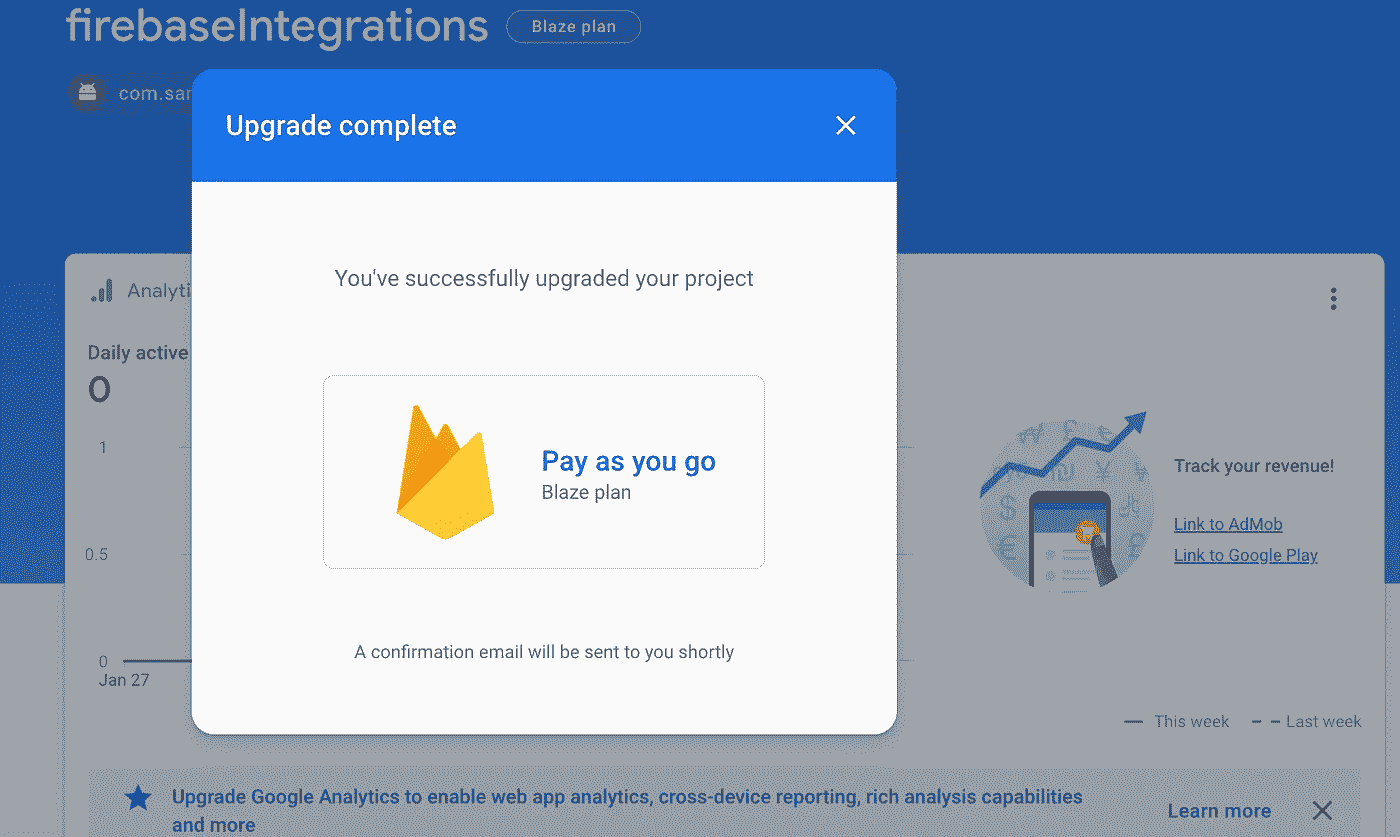 firebaseIntegrations
Blaze plan
com.sar
Upgrade complete
You've successfully upgraded your project
Pay as you go
Blaze plan
A confirmation email will be sent to you shortly
Analyti
Daily active
0
1
0.5
0
Jan 27
Track your revenue!
Link to AdMob
Link to Google Play
This week
Last week
Upgrade Google Analytics to enable web app analytics, cross-device reporting, rich analysis capabilities
and more
Learn more